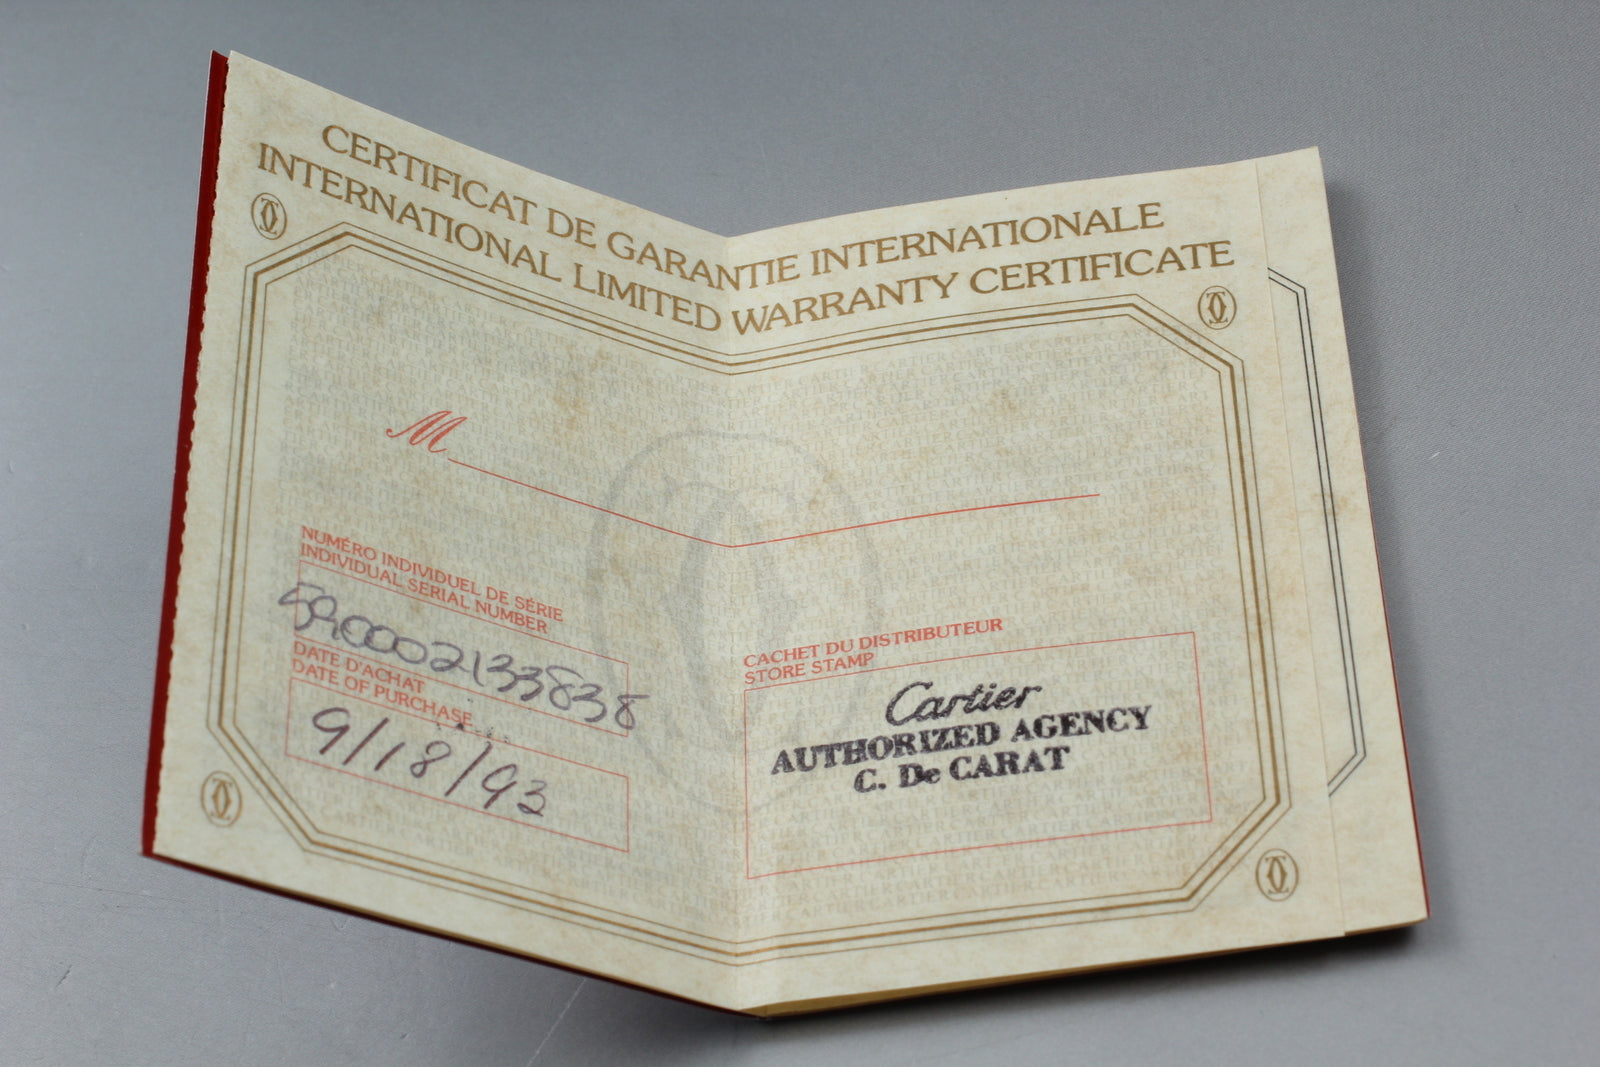 CERTIFICAT DE GARANTIE INTERNATIONALE
INTERNATIONAL LIMITED WARRANTY CERTIFICATE
M
NUMÉRO INDIVIDUEL DE SÉRIE
INDIVIDUAL SERIAL NUMBER
DATE D'ACHAT
DATE OF PURCHASE
9/18/93
CACHET DU DISTRIBUTEUR
STORE STAMP
Cartier
AUTHORIZED AGENCY
C. De CARAT